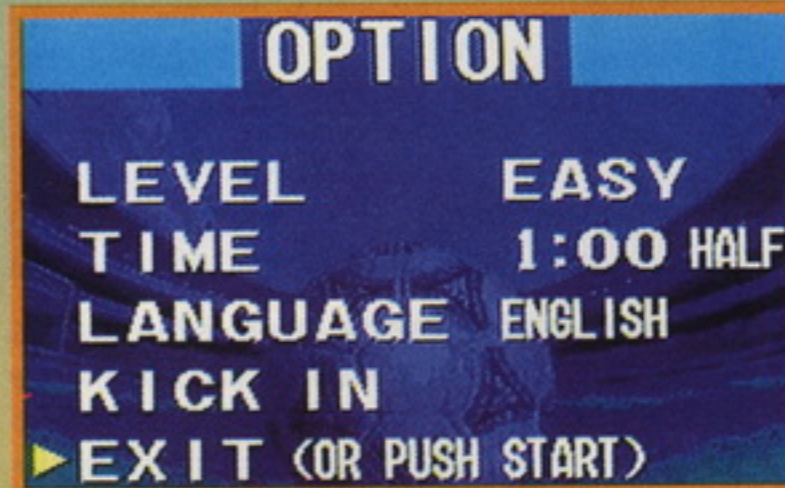 OPTION
LEVEL EASY
TIME 1:00 HALF
LANGUAGE ENGLISH
KICK IN
EXIT (OR PUSH START)